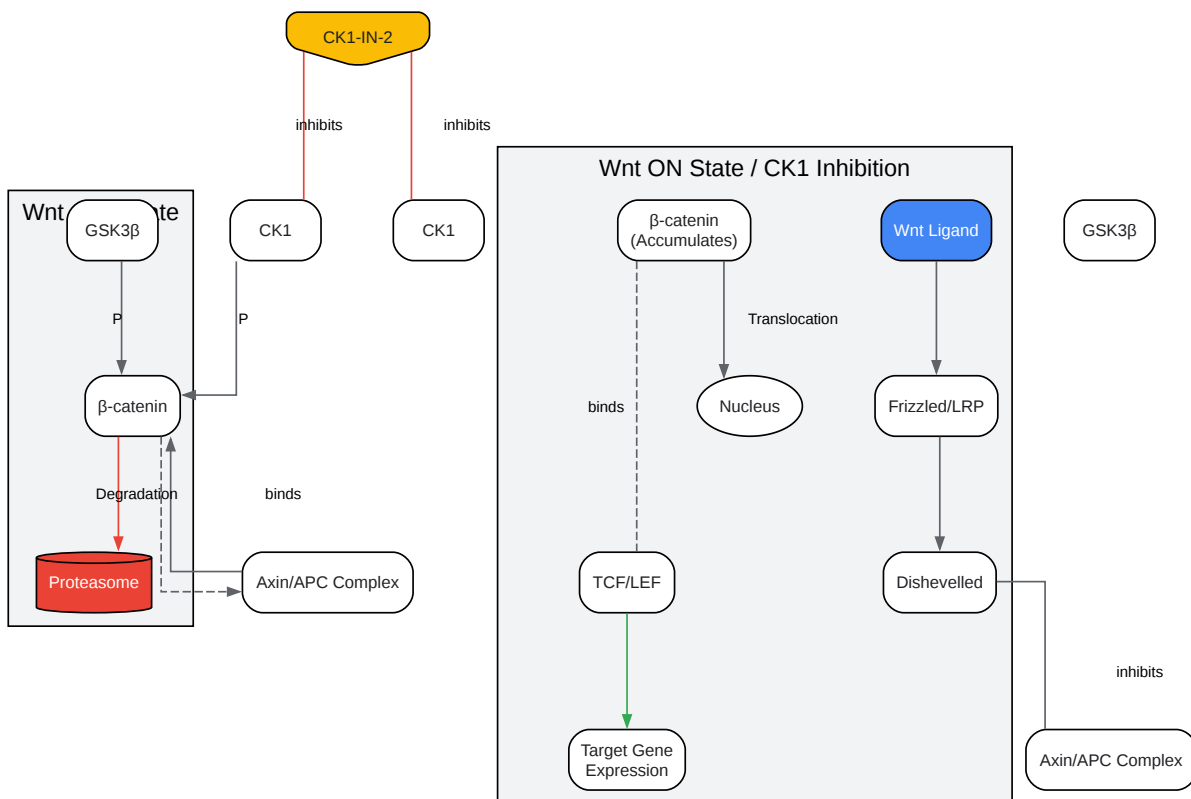 CK1-IN-2
inhibits
inhibits
Wnt ON State / CK1 Inhibition
Wnt
GSK3β
CK1
CK1
β-catenin
(Accumulates)
Wnt Ligand
GSK3β
P
P
Translocation
β-catenin
binds
Nucleus
Frizzled/LRP
Degradation
binds
Proteasome
Axin/APC Complex
TCF/LEF
Dishevelled
inhibits
Target Gene
Expression
Axin/APC Complex